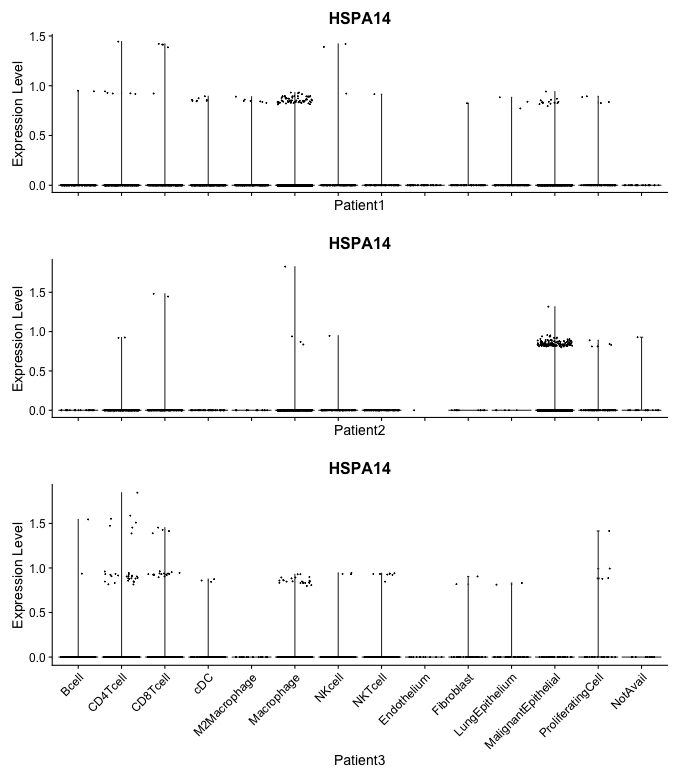 HSPA14
Expression Level
1.5
1.0
0.5
0.0
Patient1
HSPA14
Expression Level
1.5
1.0
0.5
0.0
Patient2
HSPA14
Expression Level
1.5
1.0
0.5
0.0
Bcell
CD4Tcell
CD8Tcell
cDC
M2Macrophage
Macrophage
NKcell
NKTcell
Endothelium
Fibroblast
LungEpithelium
MalignantEpithelial
ProliferatingCell
NotAvail
Patient3